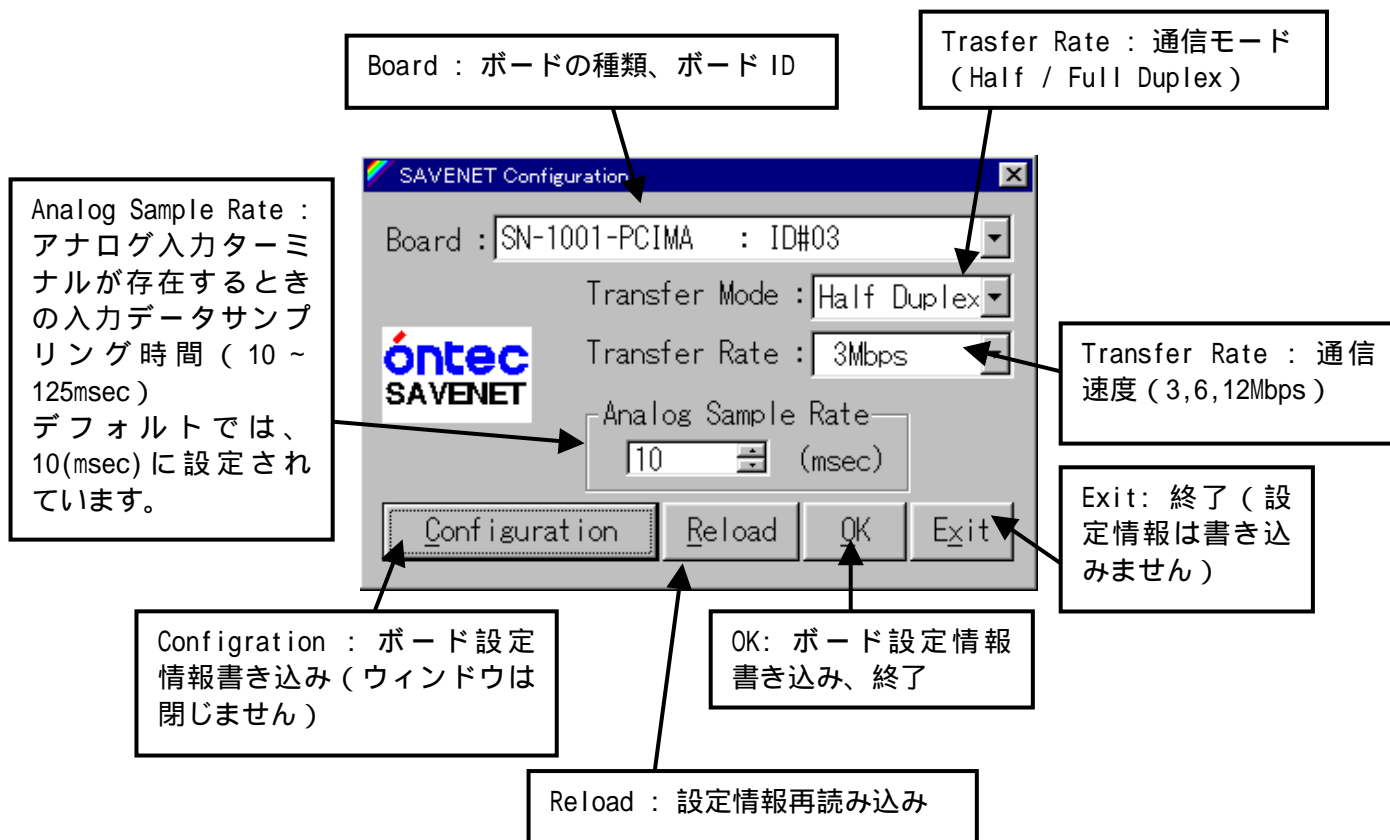 Board : ボードの種類、ボード ID
Trasfer Rate : 通信モード
(Half / Full Duplex)
Analog Sample Rate :
アナログ入力ターミ
ナルが存在するとき
の入力データサンプ
リング時間(10~
125msec)
デフォルトでは、
10(msec)に設定され
ています。
SAVENET Configuration
Board : SN-1001-PCIMA : ID#03
Transfer Mode : Half Duplex
óntec
SAVENET
Transfer Rate : 3Mbps
Analog Sample Rate
10 (msec)
Configuration Reload OK Exit
Transfer Rate : 通信
速度(3,6,12Mbps)
Exit: 終了(設
定情報は書き込
みません)
Configration : ボード設定
情報書き込み(ウィンドウは
閉じません)
OK: ボード設定情報
書き込み、終了
Reload : 設定情報再読み込み